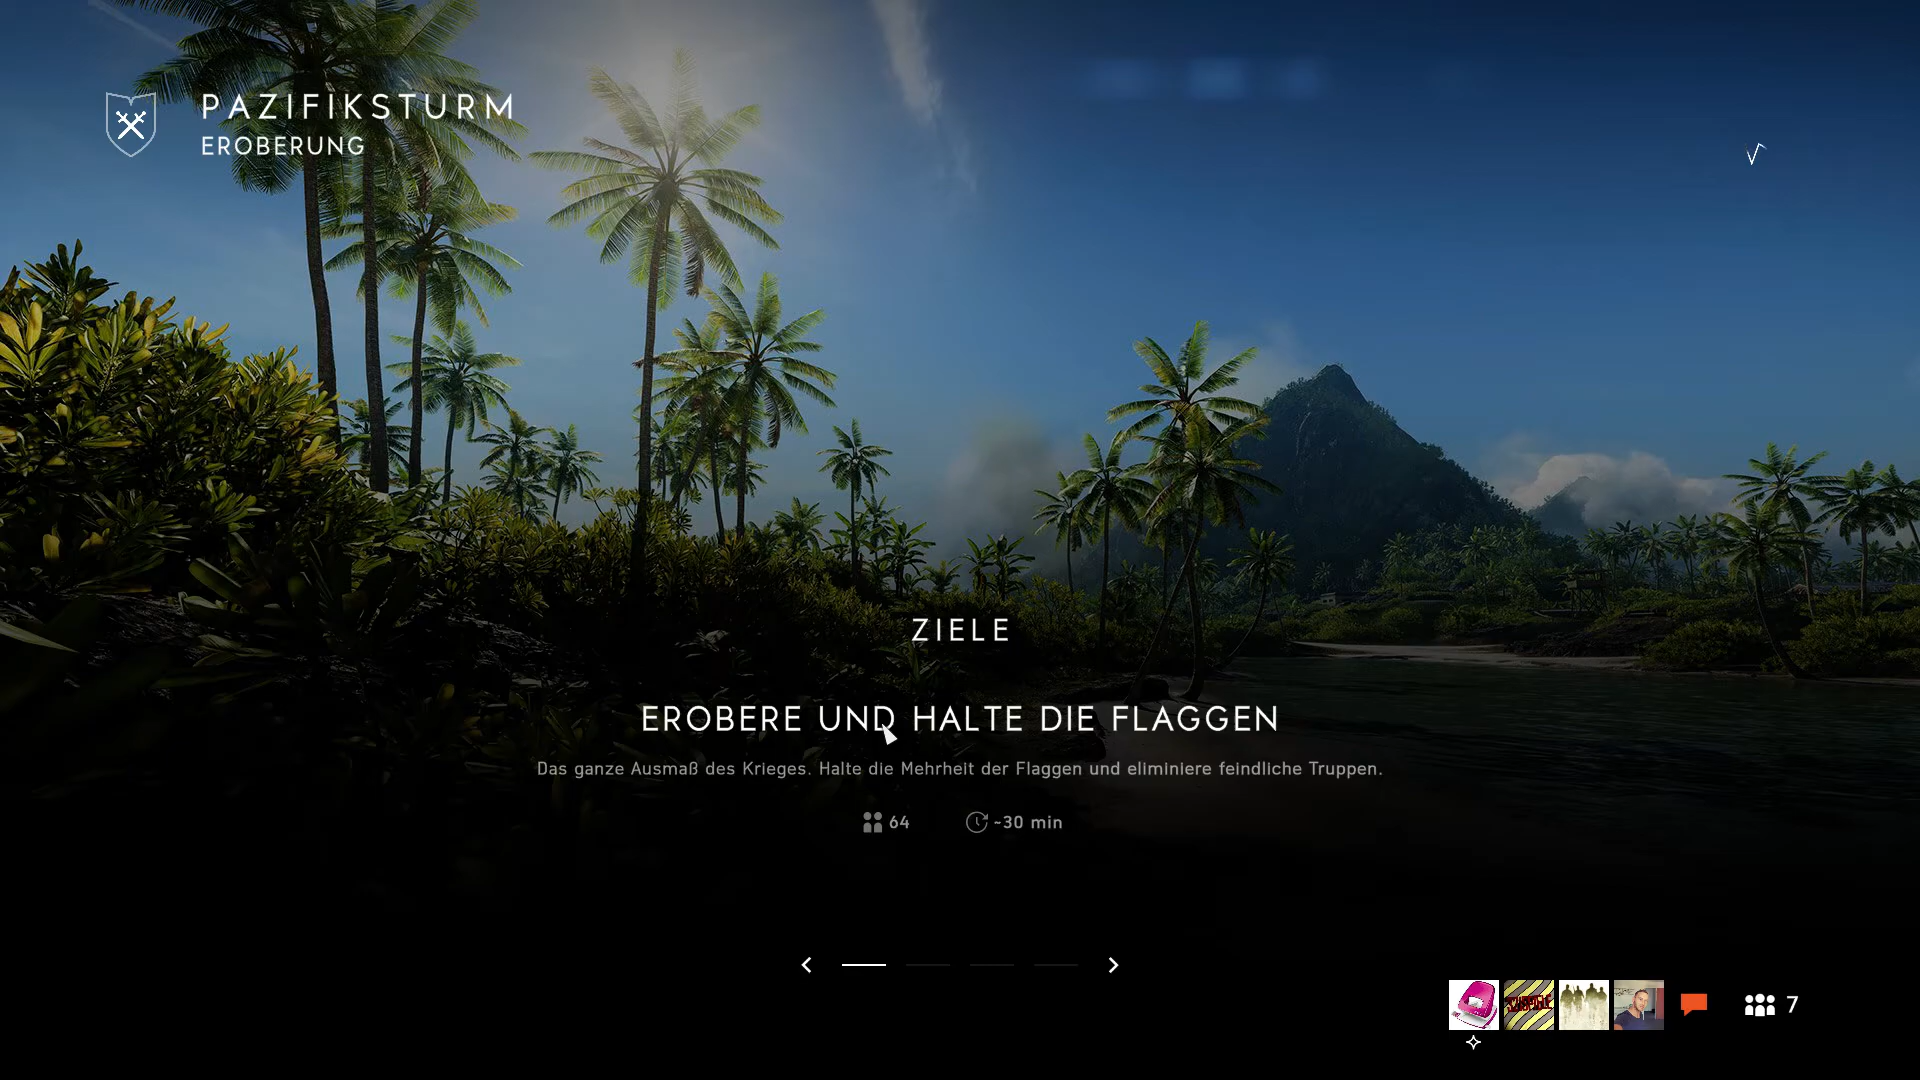 PAZIFIKSTURM
EROBERUNG
ZIELE
EROBERE UND HALTE DIE FLAGGEN
Das ganze Ausmaß des Krieges. Halte die Mehrheit der Flaggen und eliminiere feindliche Truppen.
64 ~30 min
7